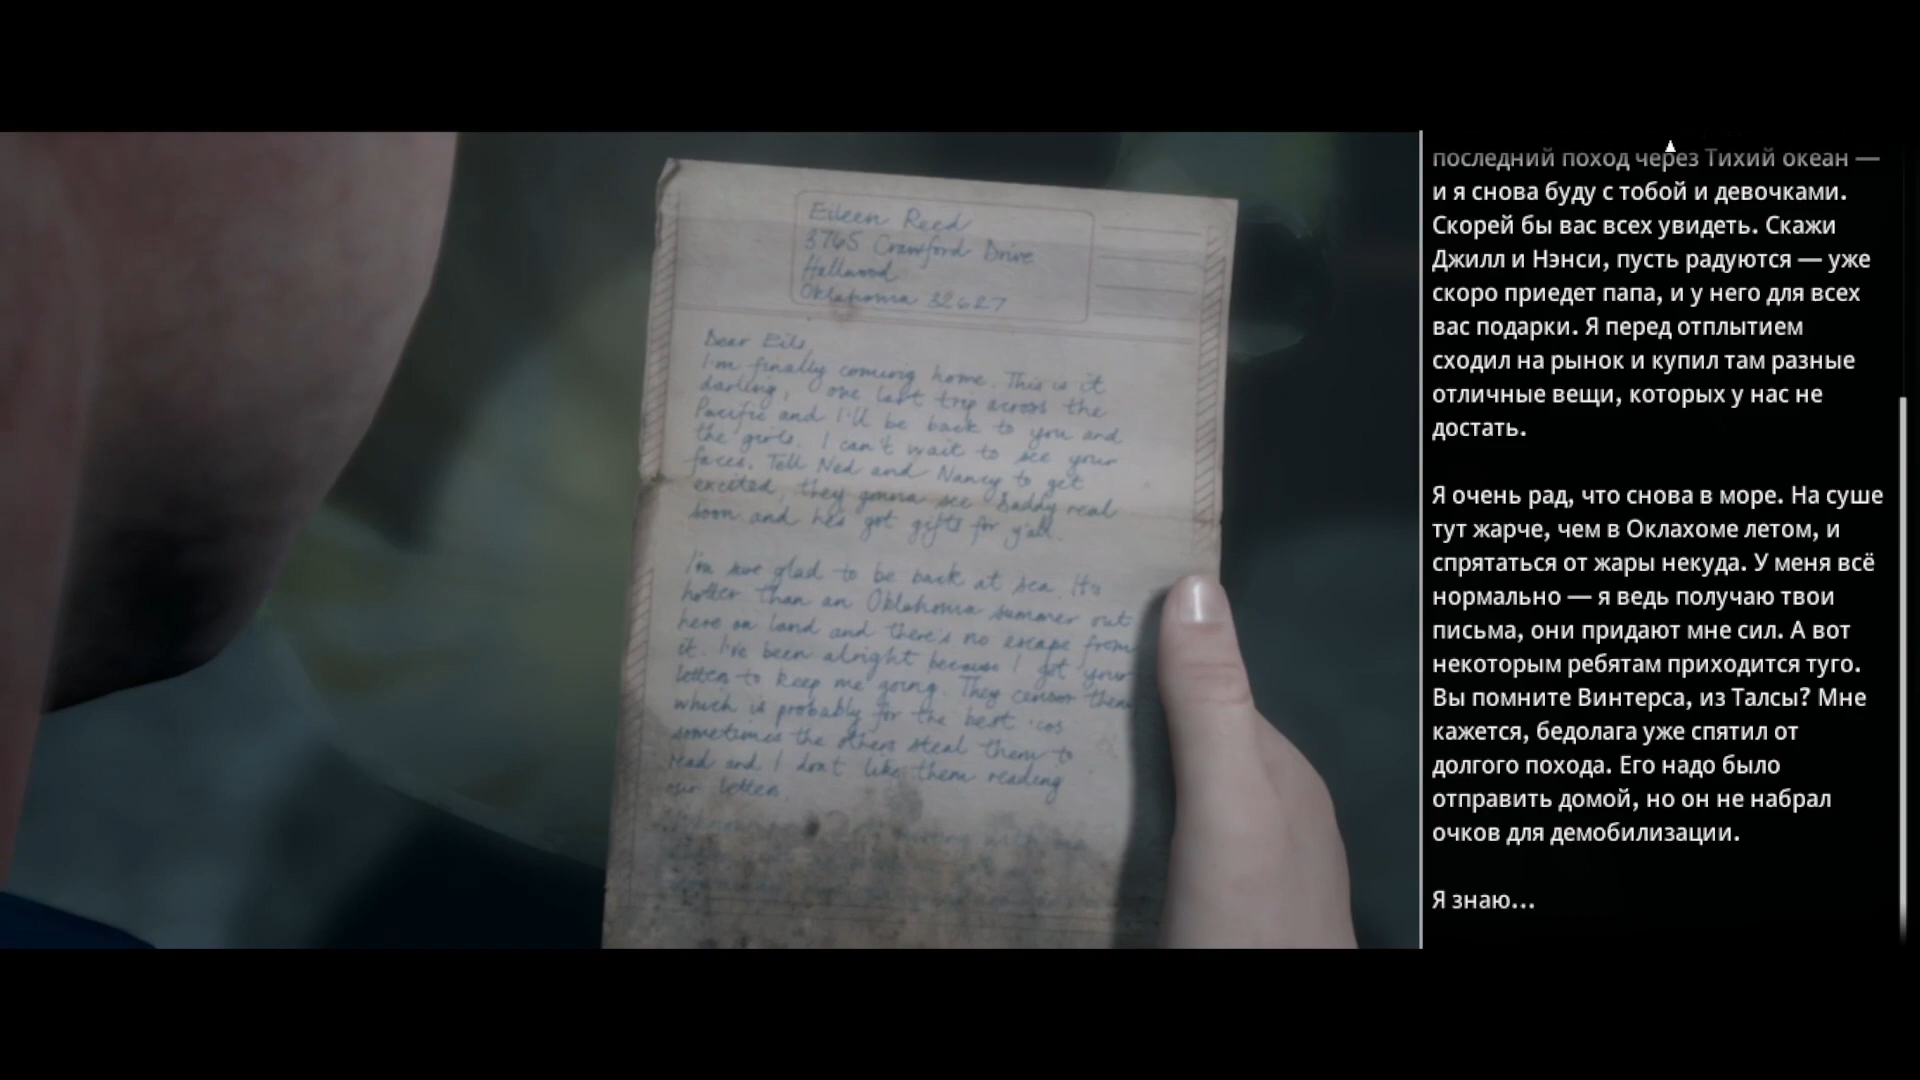 Eileen Reed
3765 Crawford Drive
Hallwood
Oklahoma 32627
Dear Eils
I'm finally coming home. This is it
darling, one last trip across the
Pacific and I'll be back to you and
the girls. I can't wait to see your
faces. Tell Ned and Nancy to get
excited, they gonna see Daddy real
soon and he's got gifts for y'all.
I'm sure glad to be back at sea. It's
hotter than an Oklahoma summer out
here on land and there's no escape from
it. I've been alright because I got your
letters to keep me going. They censor them
which is probably for the best 'cos
sometimes the others steal them to
read and I don't like them reading
our letters.
последний поход через Тихий океан —
и я снова буду с тобой и девочками.
Скорей бы вас всех увидеть. Скажи
Джилл и Нэнси, пусть радуются — уже
скоро приедет папа, и у него для всех
вас подарки. Я перед отплытием
сходил на рынок и купил там разные
отличные вещи, которых у нас не
достать.
Я очень рад, что снова в море. На суше
тут жарче, чем в Оклахоме летом, и
спрятаться от жары некуда. У меня всё
нормально — я ведь получаю твои
письма, они придают мне сил. А вот
некоторым ребятам приходится туго.
Вы помните Винтерса, из Талсы? Мне
кажется, бедолага уже спятил от
долгого похода. Его надо было
отправить домой, но он не набрал
очков для демобилизации.
Я знаю...